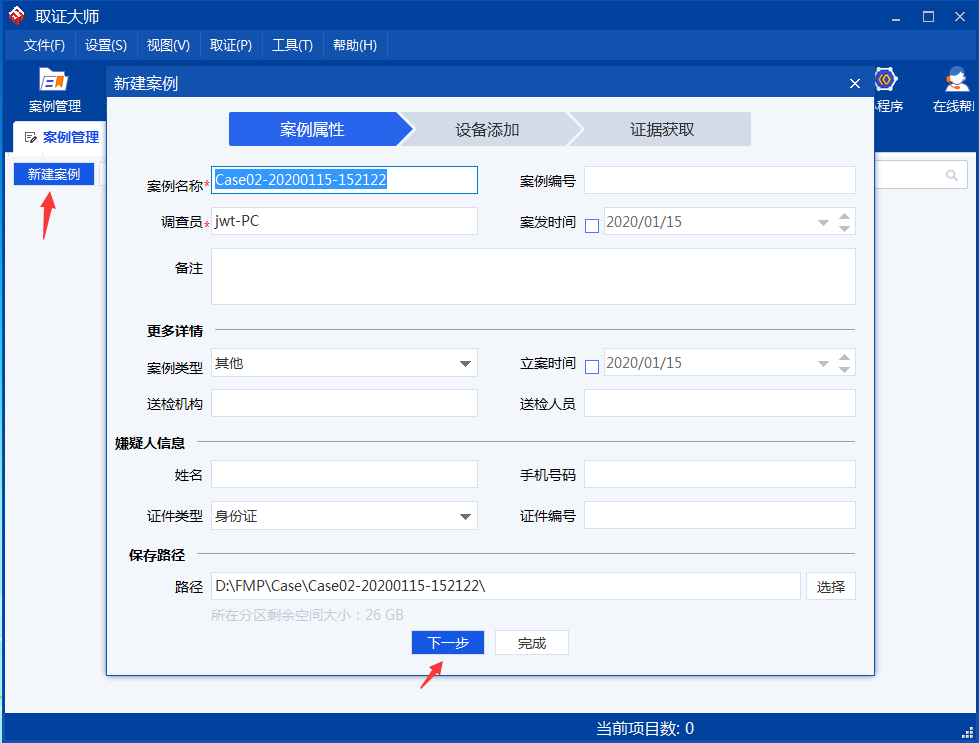 取证大师
文件(F) 设置(S) 视图(V) 取证(P) 工具(T) 帮助(H)
案例管理
程序
在线帮
案例管理
新建案例
新建案例
案例属性 设备添加 证据获取
案例名称* Case02-20200115-152122 案例编号
调查员* jwt-PC 案发时间 2020/01/15
备注
更多详情
案例类型 其他 立案时间 2020/01/15
送检机构 送检人员
嫌疑人信息
姓名 手机号码
证件类型 身份证 证件编号
保存路径
路径 D:\FMP\Case\Case02-20200115-152122\ 选择
所在分区剩余空间大小：26 GB
下一步 完成
当前项目数: 0